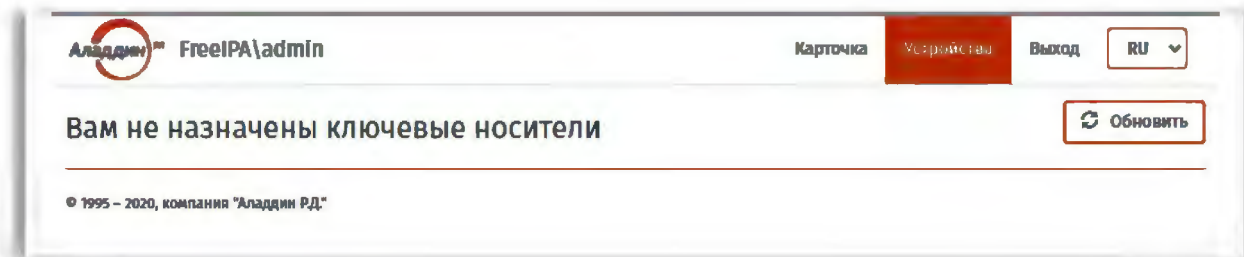 Аладдин FreeIPA\admin Карточка Устройства Выход RU
Вам не назначены ключевые носители Обновить
© 1995 – 2020, компания "Аладдин Р.Д."